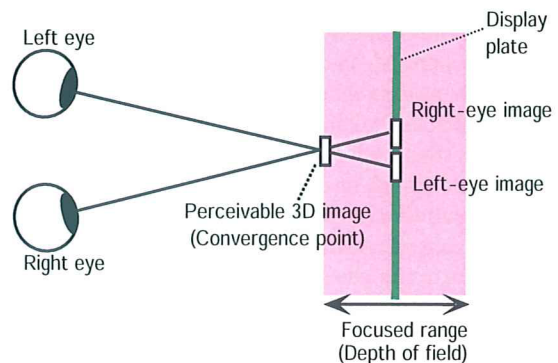 Left eye
Display
plate
Right-eye image
Left-eye image
Perceivable 3D image
(Convergence point)
Right eye
Focused range
(Depth of field)